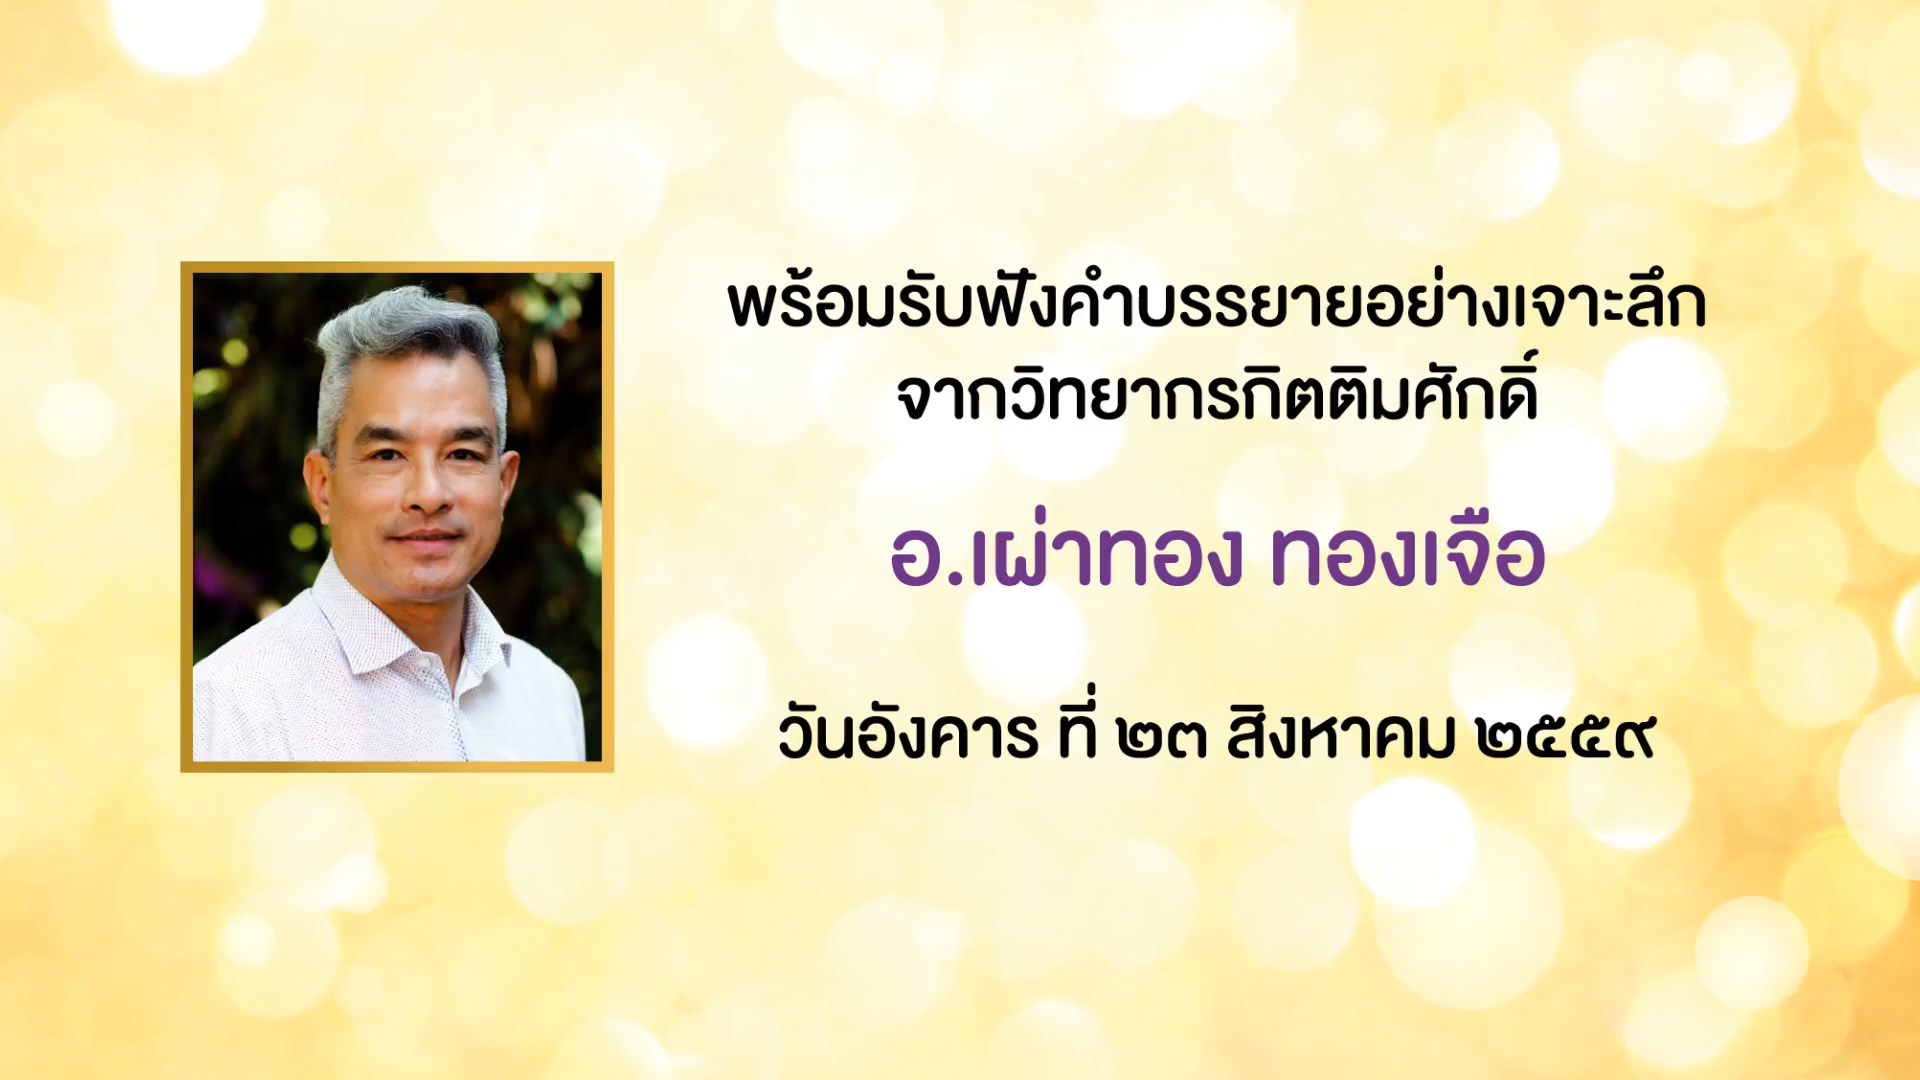 พร้อมรับฟังคำบรรยายอย่างเจาะลึก
จากวิทยากรกิตติมศักดิ์
อ.เผ่าทอง ทองเจือ
วันอังคาร ที่ ๒๓ สิงหาคม ๒๕๕๙